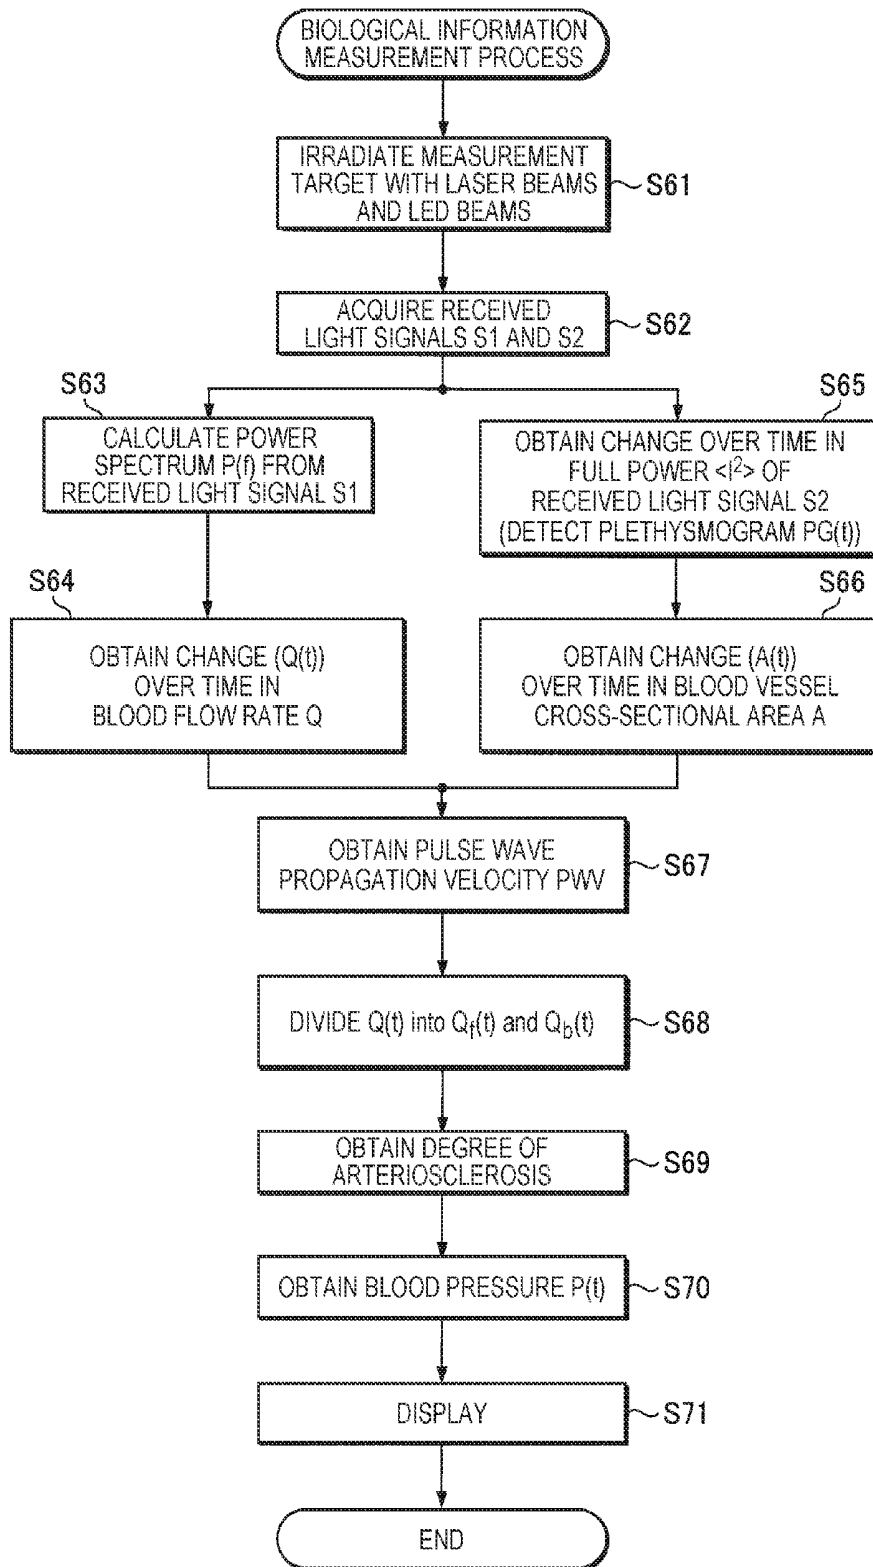 BIOLOGICAL INFORMATION
MEASUREMENT PROCESS
IRRADIATE MEASUREMENT
TARGET WITH LASER BEAMS
AND LED BEAMS
S61
ACQUIRE RECEIVED
LIGHT SIGNALS S1 AND S2
S62
S63
CALCULATE POWER
SPECTRUM P(f) FROM
RECEIVED LIGHT SIGNAL S1
S65
OBTAIN CHANGE OVER TIME IN
FULL POWER <I²> OF
RECEIVED LIGHT SIGNAL S2
(DETECT PLETHYSMOGRAM PG(t))
S64
OBTAIN CHANGE (Q(t))
OVER TIME IN
BLOOD FLOW RATE Q
S66
OBTAIN CHANGE (A(t))
OVER TIME IN BLOOD VESSEL
CROSS-SECTIONAL AREA A
OBTAIN PULSE WAVE
PROPAGATION VELOCITY PWV
S67
DIVIDE Q(t) into Q_f(t) and Q_b(t)
S68
OBTAIN DEGREE OF
ARTERIOSCLEROSIS
S69
OBTAIN BLOOD PRESSURE P(t)
S70
DISPLAY
S71
END